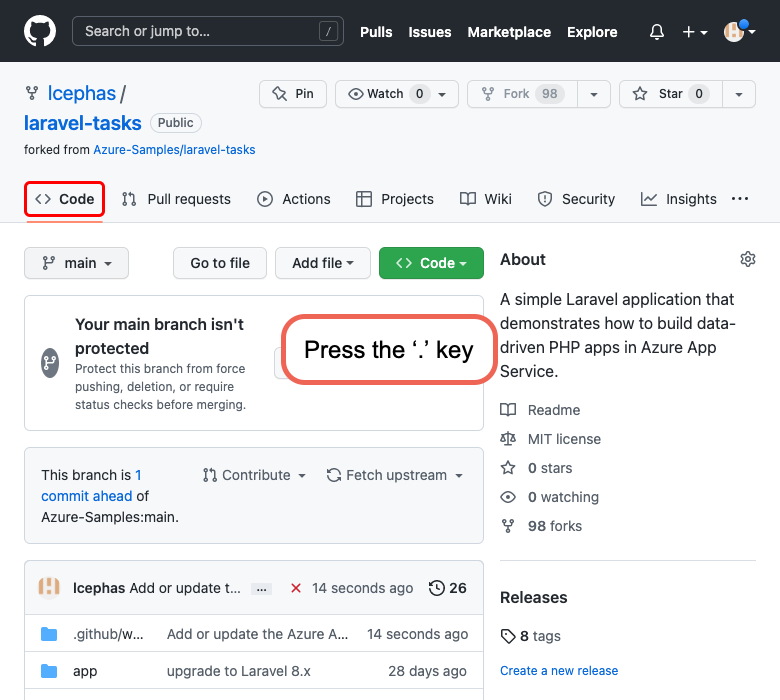 Search or jump to... /
Pulls Issues Marketplace Explore
lcephas /
laravel-tasks Public
forked from Azure-Samples/laravel-tasks
Pin
Watch 0
Fork 98
Star 0
Code
Pull requests
Actions
Projects
Wiki
Security
Insights
main
Go to file
Add file
Code
Your main branch isn't
protected
Protect this branch from force
pushing, deletion, or require
status checks before merging.
Press the ‘.’ key
This branch is 1
commit ahead of
Azure-Samples:main.
Contribute
Fetch upstream
lcephas Add or update t... ... 14 seconds ago 26
.github/w... Add or update the Azure A... 14 seconds ago
app upgrade to Laravel 8.x 28 days ago
About
A simple Laravel application that
demonstrates how to build data-
driven PHP apps in Azure App
Service.
Readme
MIT license
0 stars
0 watching
98 forks
Releases
8 tags
Create a new release